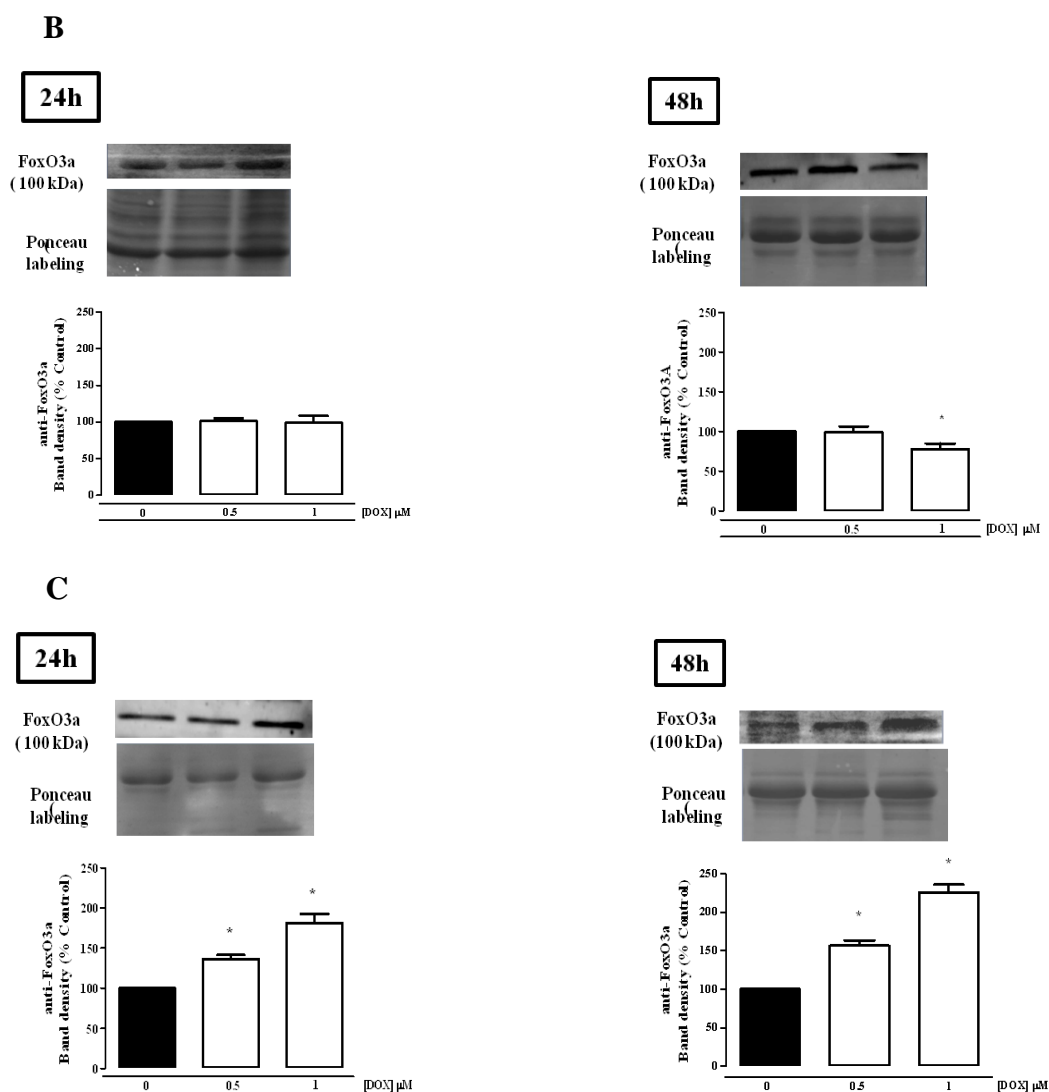 B
24h
FoxO3a
( 100 kDa)
Ponceau
(
labeling
anti-FoxO3a
Band density (% Control)
250
200
150
100
50
0
0 0.5 1 [DOX] µM
48h
FoxO3a
( 100 kDa)
Ponceau
(
labeling
anti-FoxO3A
Band density (% Control)
250
200
150
100
50
0
*
0 0.5 1 [DOX] µM
C
24h
FoxO3a
( 100 kDa)
Ponceau
(
labeling
anti-FoxO3a
Band density (% Control)
250
200
150
100
50
0
* *
0 0.5 1 [DOX] µM
48h
FoxO3a
(100 kDa)
Ponceau
(
labeling
anti-FoxO3a
Band density (% Control)
250
200
150
100
50
0
* *
0 0.5 1 [DOX] µM